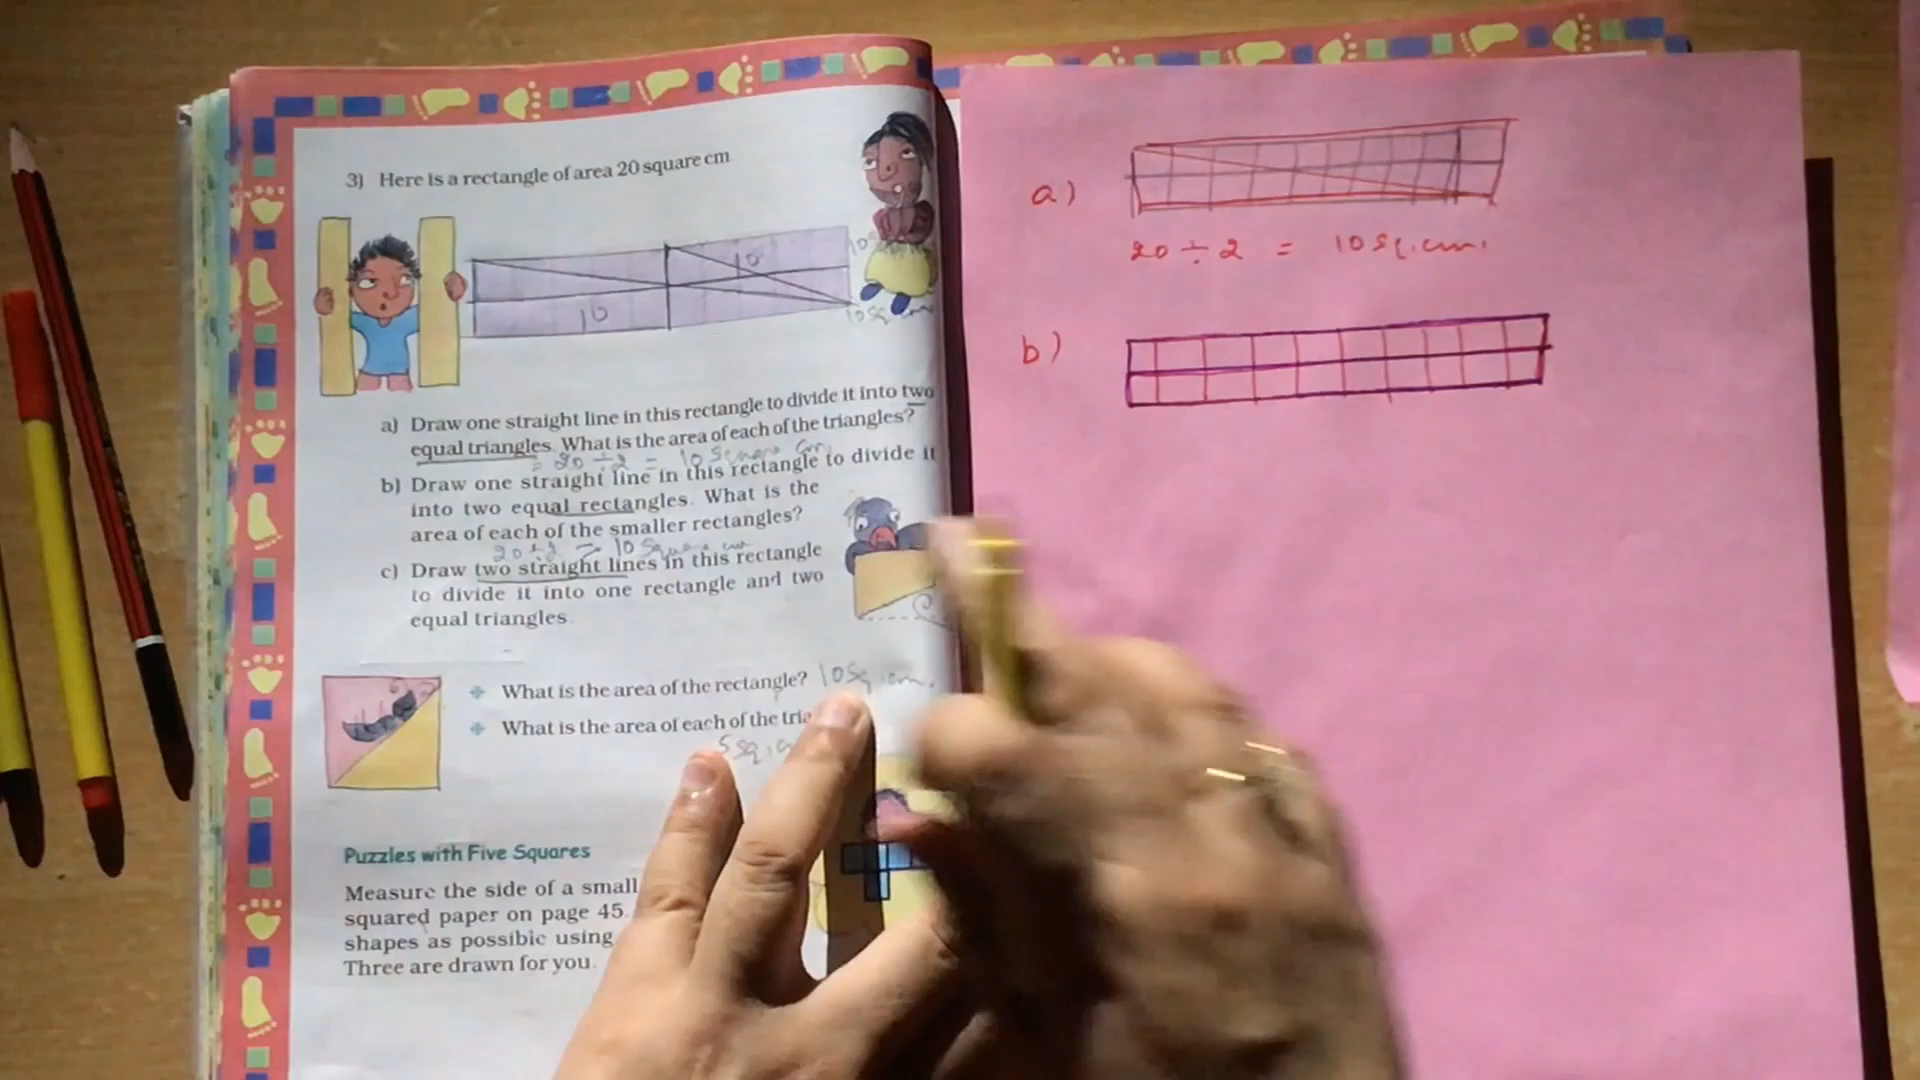 3) Here is a rectangle of area 20 square cm
10
10
a) Draw one straight line in this rectangle to divide it into two
equal triangles. What is the area of each of the triangles?
= 20 ÷ 2 = 10 Square cm
b) Draw one straight line in this rectangle to divide it
into two equal rectangles. What is the
area of each of the smaller rectangles?
20 ÷ 2 = 10 Square cm
c) Draw two straight lines in this rectangle
to divide it into one rectangle and two
equal triangles.
What is the area of the rectangle? 10 Sq.cm.
What is the area of each of the
5 sq.
Puzzles with Five Squares
Measure the side of a small
squared paper on page 45.
shapes as possible using
Three are drawn for you.
a)
20 ÷ 2 = 10 Sq.cm.
b)